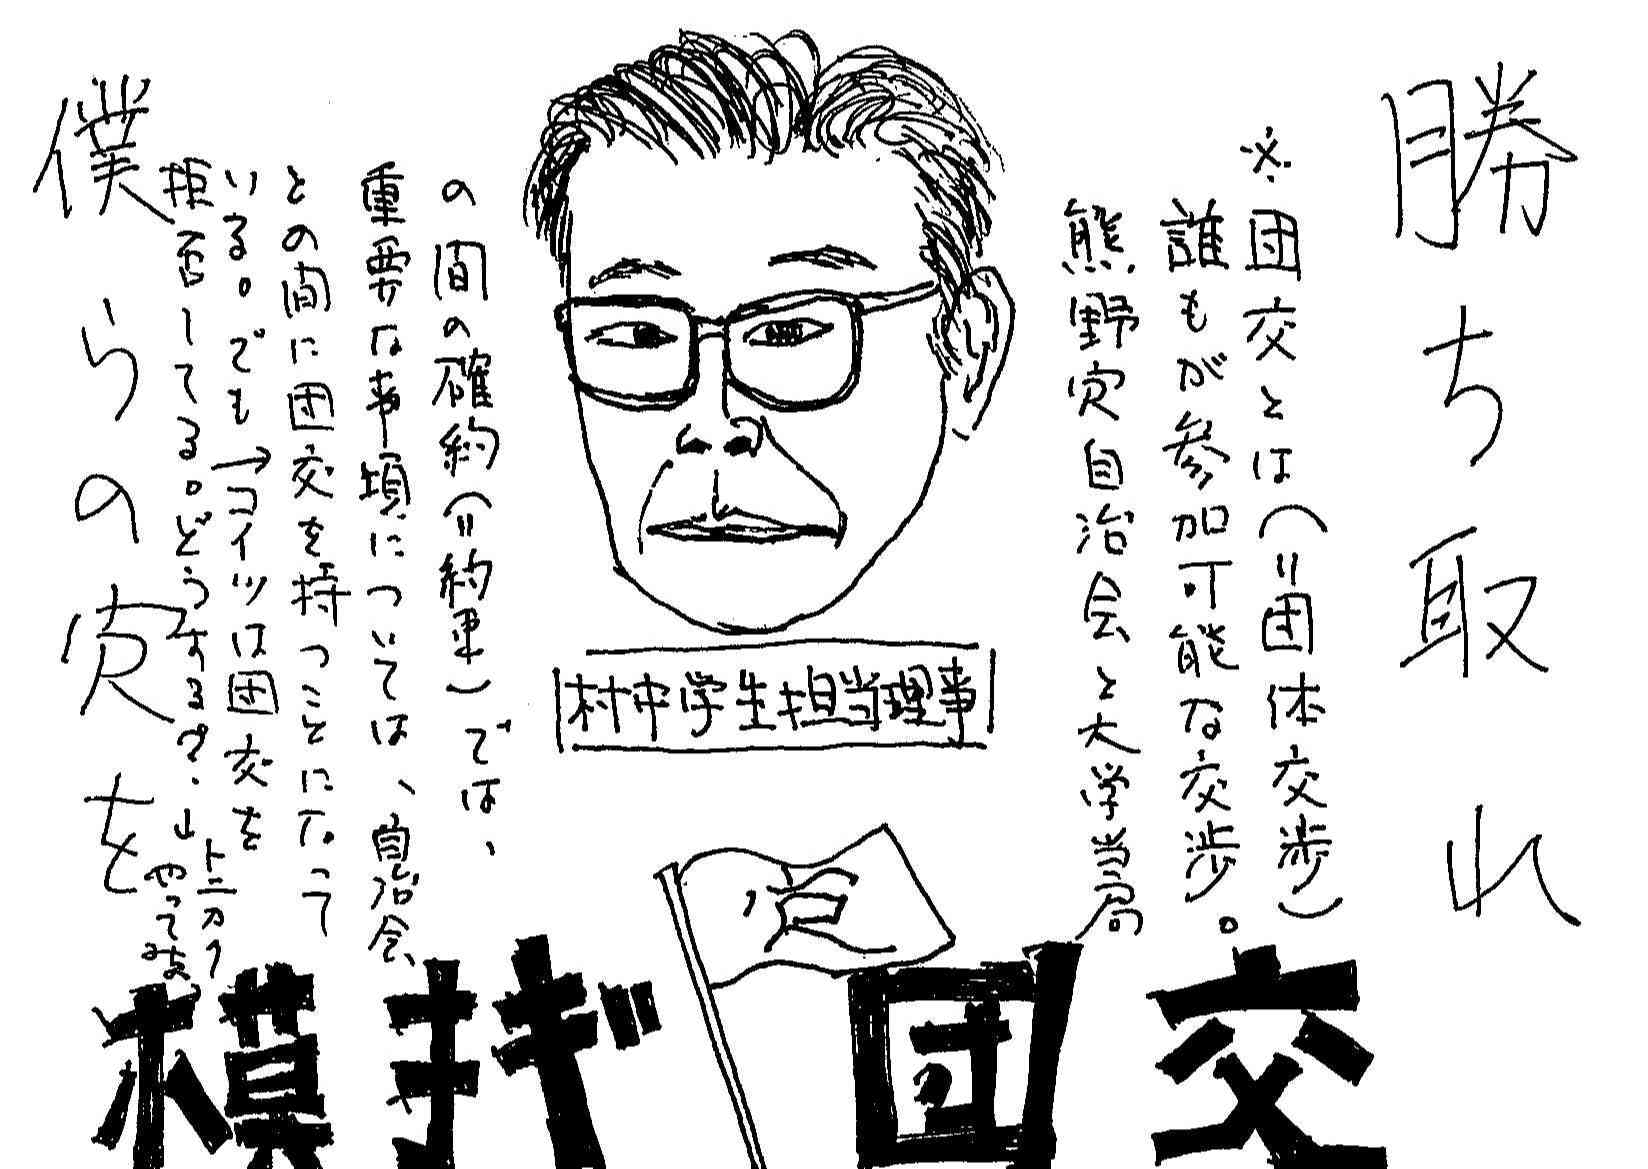 勝ち取れ
※団交とは(=団体交渉)
誰もが参加可能な交渉。
熊野寮自治会と大学当局
の間の確約(=約束)では、
重要な事項については、自治会
との間に団交を持つことになって
いる。でも→コイツは団交を
拒否してる。どうする?↓
トニカク
やって
僕らの寮を
村中学生担当理事
模擬団交